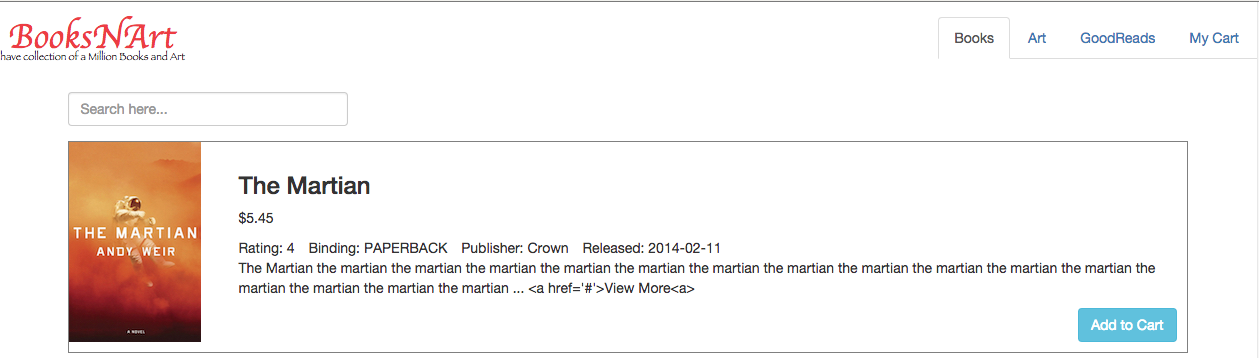 BooksNArt
have collection of a Million Books and Art
Books Art GoodReads My Cart
Search here...
THE MARTIAN
ANDY WEIR
A NOVEL
The Martian
$5.45
Rating: 4 Binding: PAPERBACK Publisher: Crown Released: 2014-02-11
The Martian the martian the martian the martian the martian the martian the martian the martian the martian the martian the martian the martian the
martian the martian the martian the martian ... <a href='#'>View More<a>
Add to Cart